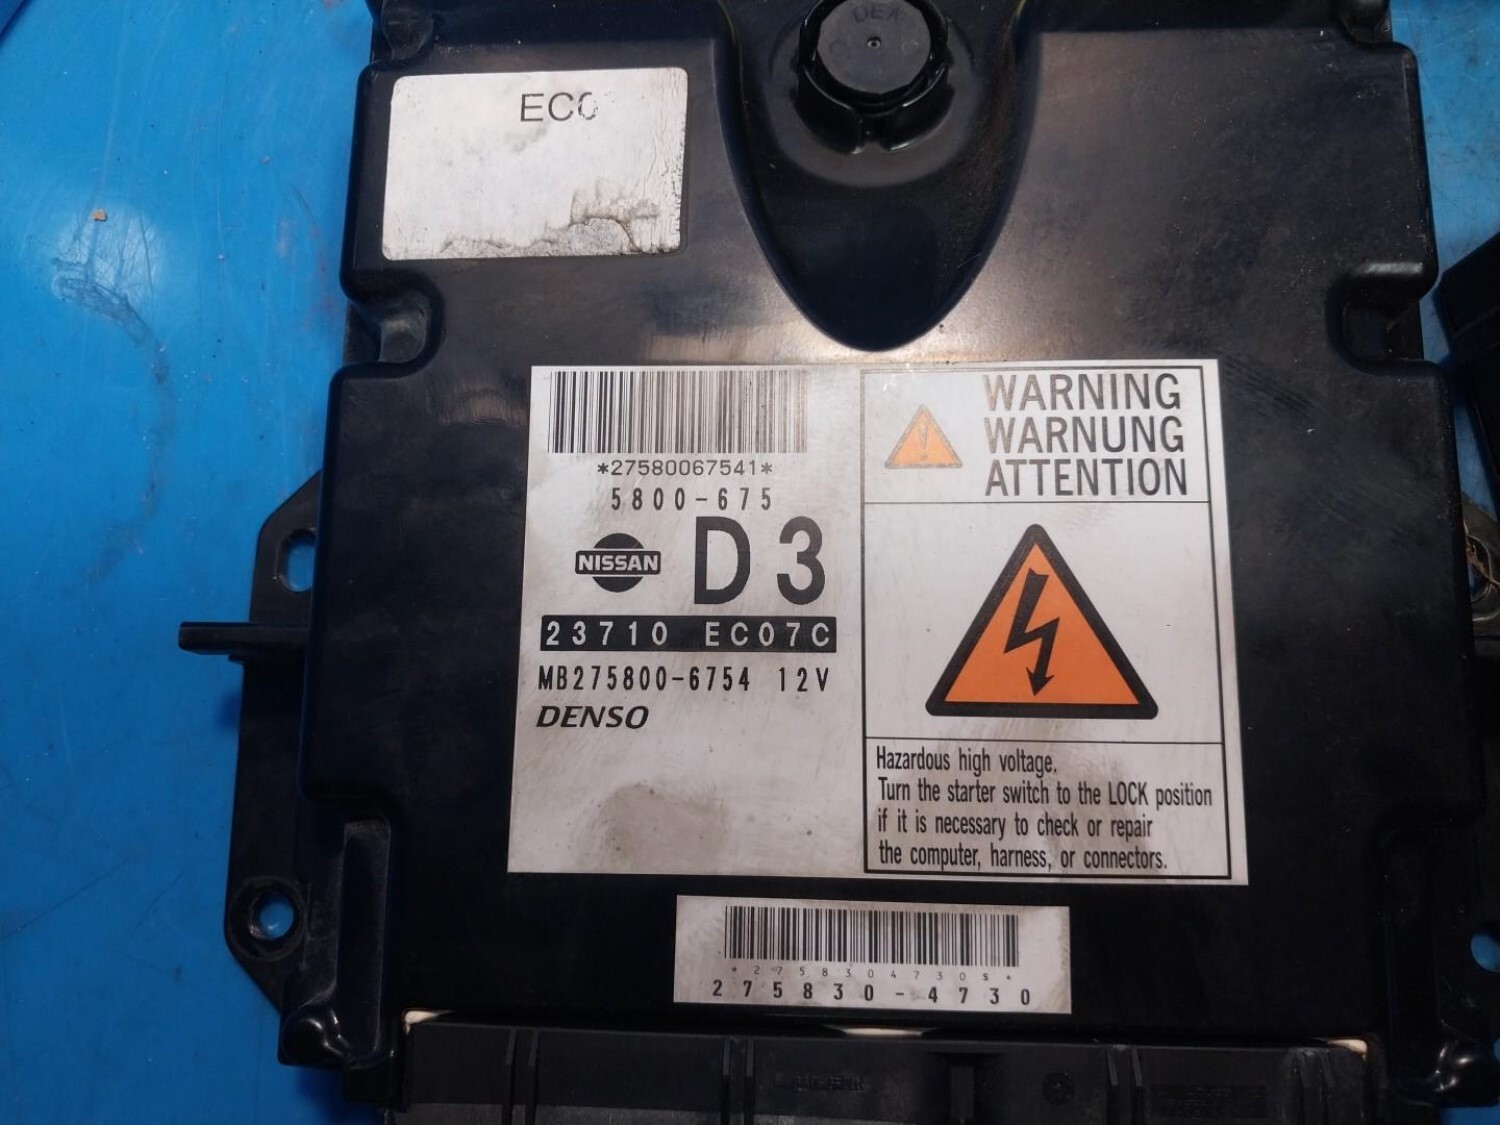 EC0
*27580067541*
5800-675
NISSAN
D3
23710 EC07C
MB275800-6754 12V
DENSO
WARNING
WARNUNG
ATTENTION
Hazardous high voltage.
Turn the starter switch to the LOCK position
if it is necessary to check or repair
the computer, harness, or connectors.
*2758304730$*
275830-4730